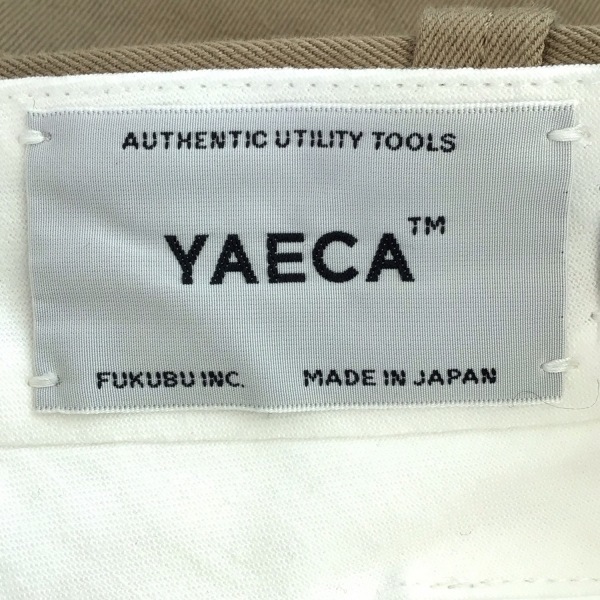 AUTHENTIC UTILITY TOOLS
YAECA™
FUKUBU INC. MADE IN JAPAN